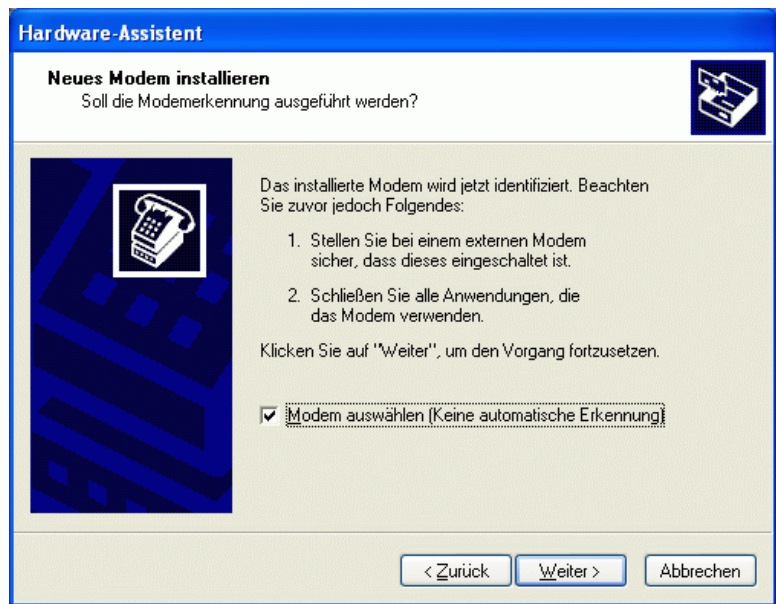 Hardware-Assistent
Neues Modem installieren
Soll die Modemerkennung ausgeführt werden?
Das installierte Modem wird jetzt identifiziert. Beachten
Sie zuvor jedoch Folgendes:
1. Stellen Sie bei einem externen Modem
sicher, dass dieses eingeschaltet ist.
2. Schließen Sie alle Anwendungen, die
das Modem verwenden.
Klicken Sie auf "Weiter", um den Vorgang fortzusetzen.
Modem auswählen (Keine automatische Erkennung)
< Zurück Weiter > Abbrechen